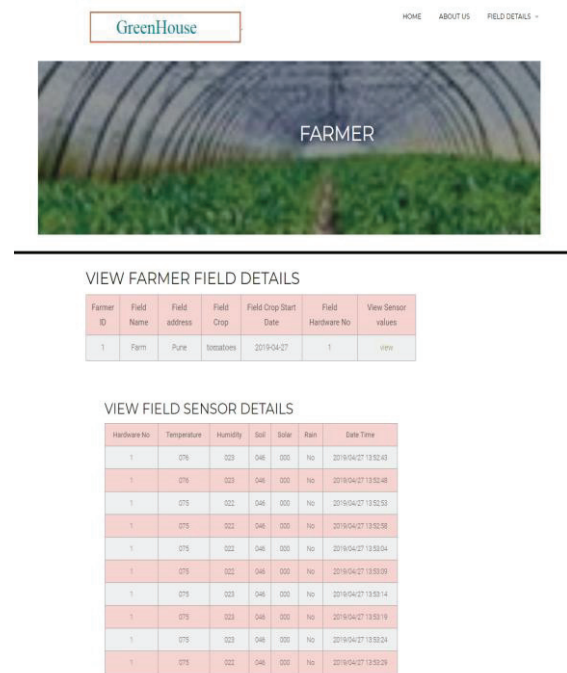 GreenHouse
HOME ABOUT US FIELD DETAILS
FARMER
VIEW FARMER FIELD DETAILS
Farmer ID Field Name Field address Field Crop Field Crop Start Date Field Hardware No View Sensor values
1 Farm Pune tomatoes 2019-04-27 1 view
VIEW FIELD SENSOR DETAILS
Hardware No Temperature Humidity Soil Solar Rain Date Time
1 076 023 046 000 No 2019/04/27 13:52:43
1 076 023 046 000 No 2019/04/27 13:52:48
1 075 022 046 000 No 2019/04/27 13:52:53
1 075 022 046 000 No 2019/04/27 13:52:58
1 075 022 046 000 No 2019/04/27 13:53:04
1 075 022 046 000 No 2019/04/27 13:53:09
1 075 023 046 000 No 2019/04/27 13:53:14
1 075 023 046 000 No 2019/04/27 13:53:19
1 075 023 046 000 No 2019/04/27 13:53:24
1 075 022 046 000 No 2019/04/27 13:53:29